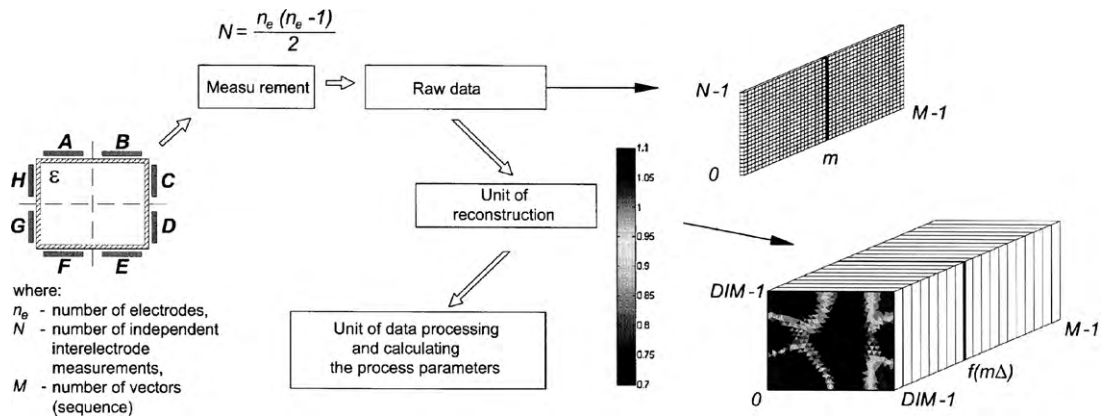 N = n_e (n_e -1)
2
Measu rement
Raw data
N-1
M-1
m
0
A
B
H
ε
C
G
D
F
E
Unit of
reconstruction
1.1
1.05
1
0.95
0.9
0.85
0.8
0.75
0.7
where:
n_e - number of electrodes,
N - number of independent
interelectrode
measurements,
M - number of vectors
(sequence)
Unit of data processing
and calculating
the process parameters
DIM-1
M-1
f(mΔ)
0
DIM-1